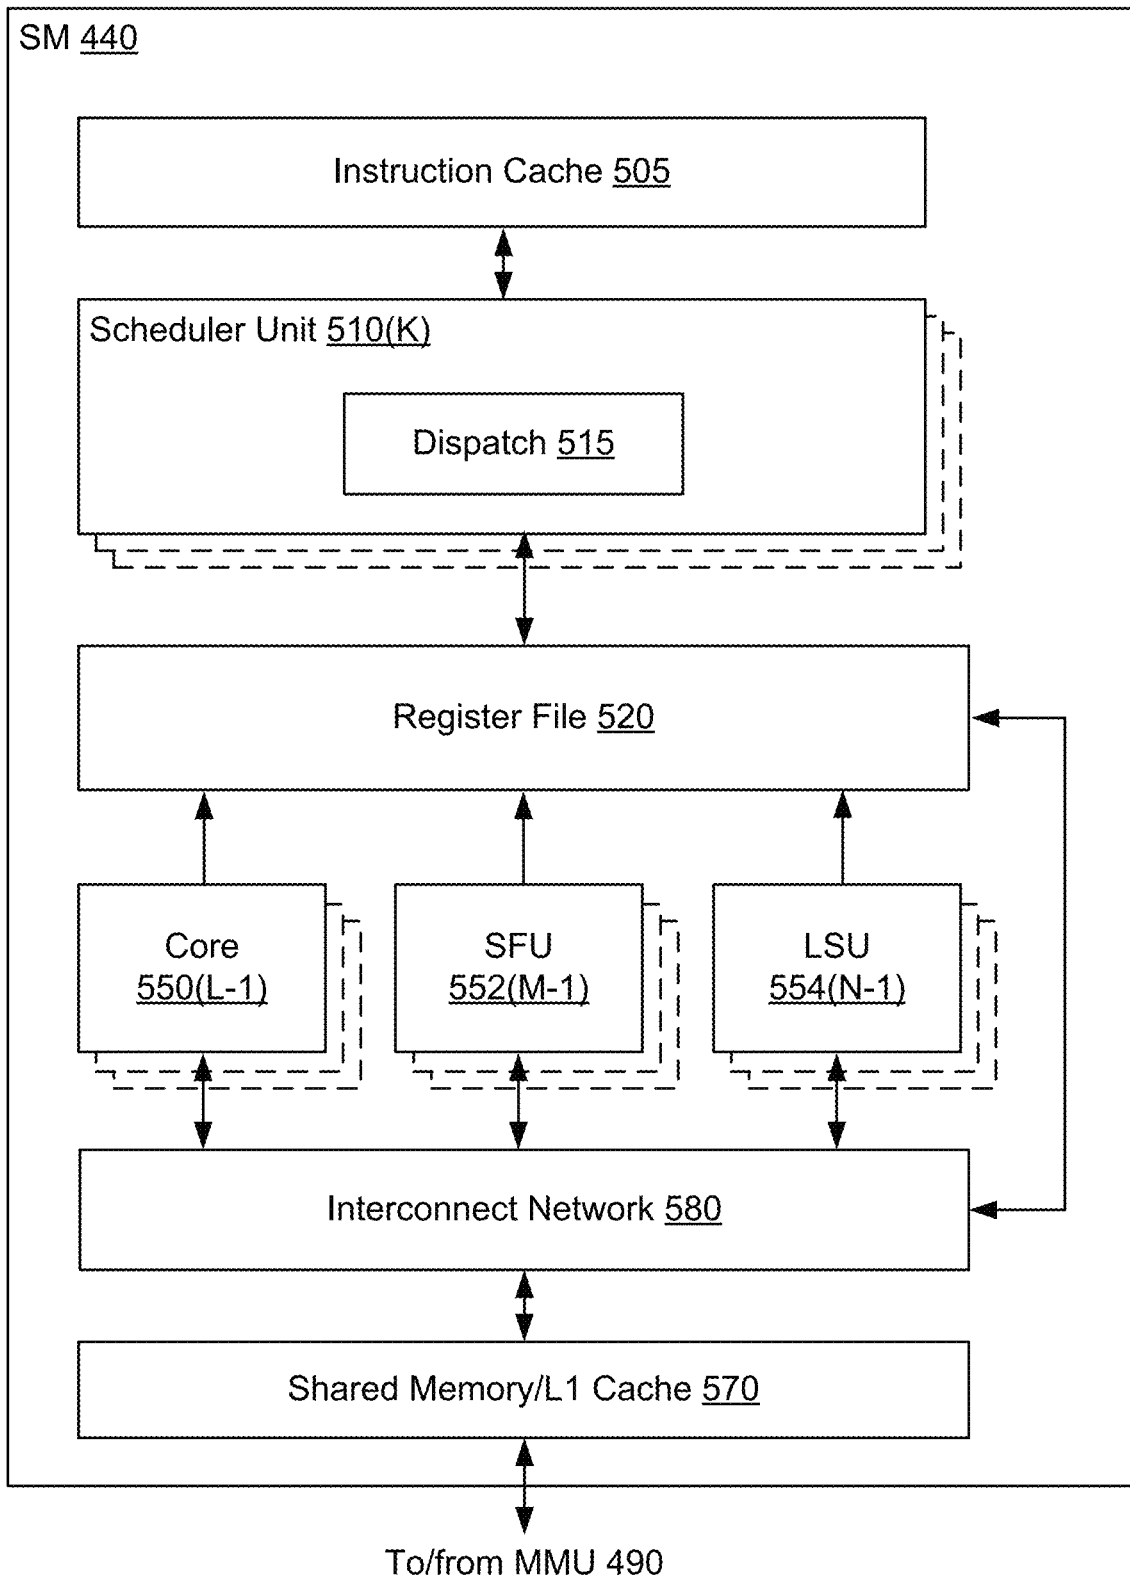 SM 440
Instruction Cache 505
Scheduler Unit 510(K)
Dispatch 515
Register File 520
Core
550(L-1)
SFU
552(M-1)
LSU
554(N-1)
Interconnect Network 580
Shared Memory/L1 Cache 570
To/from MMU 490